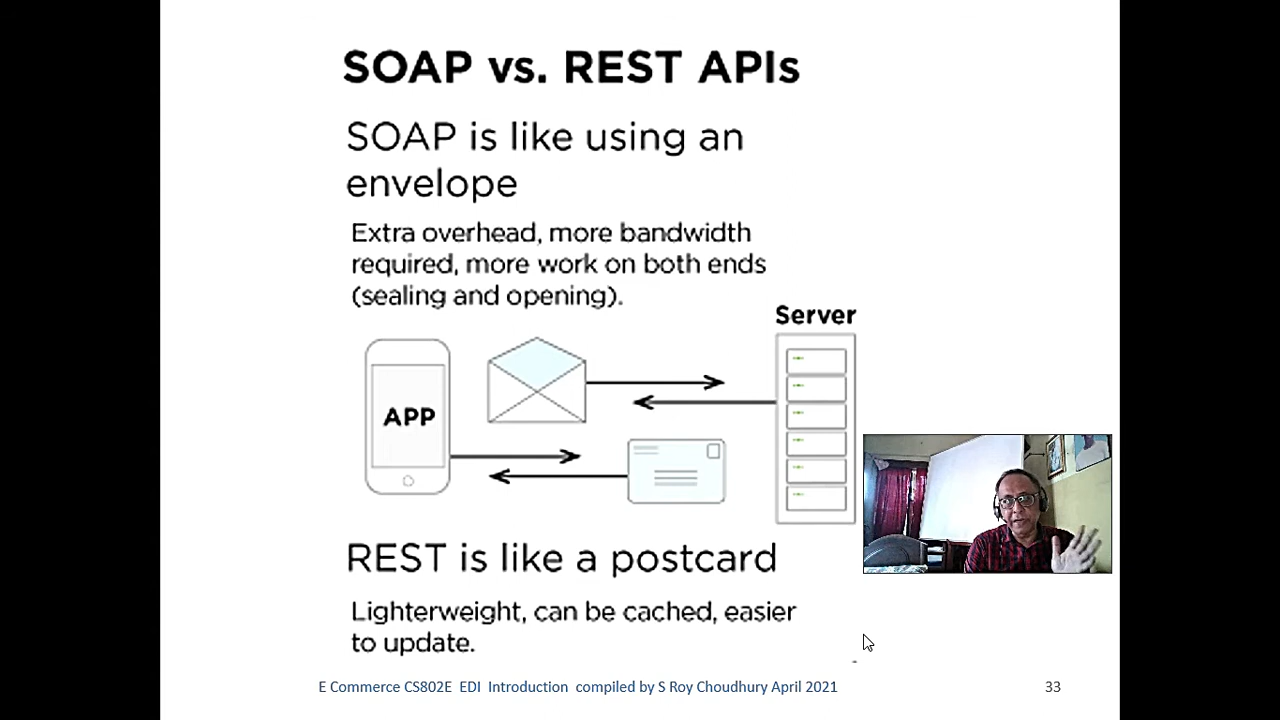 SOAP vs. REST APIs
SOAP is like using an
envelope
Extra overhead, more bandwidth
required, more work on both ends
(sealing and opening).
Server
APP
REST is like a postcard
Lighterweight, can be cached, easier
to update.
E Commerce CS802E EDI Introduction compiled by S Roy Choudhury April 2021
33